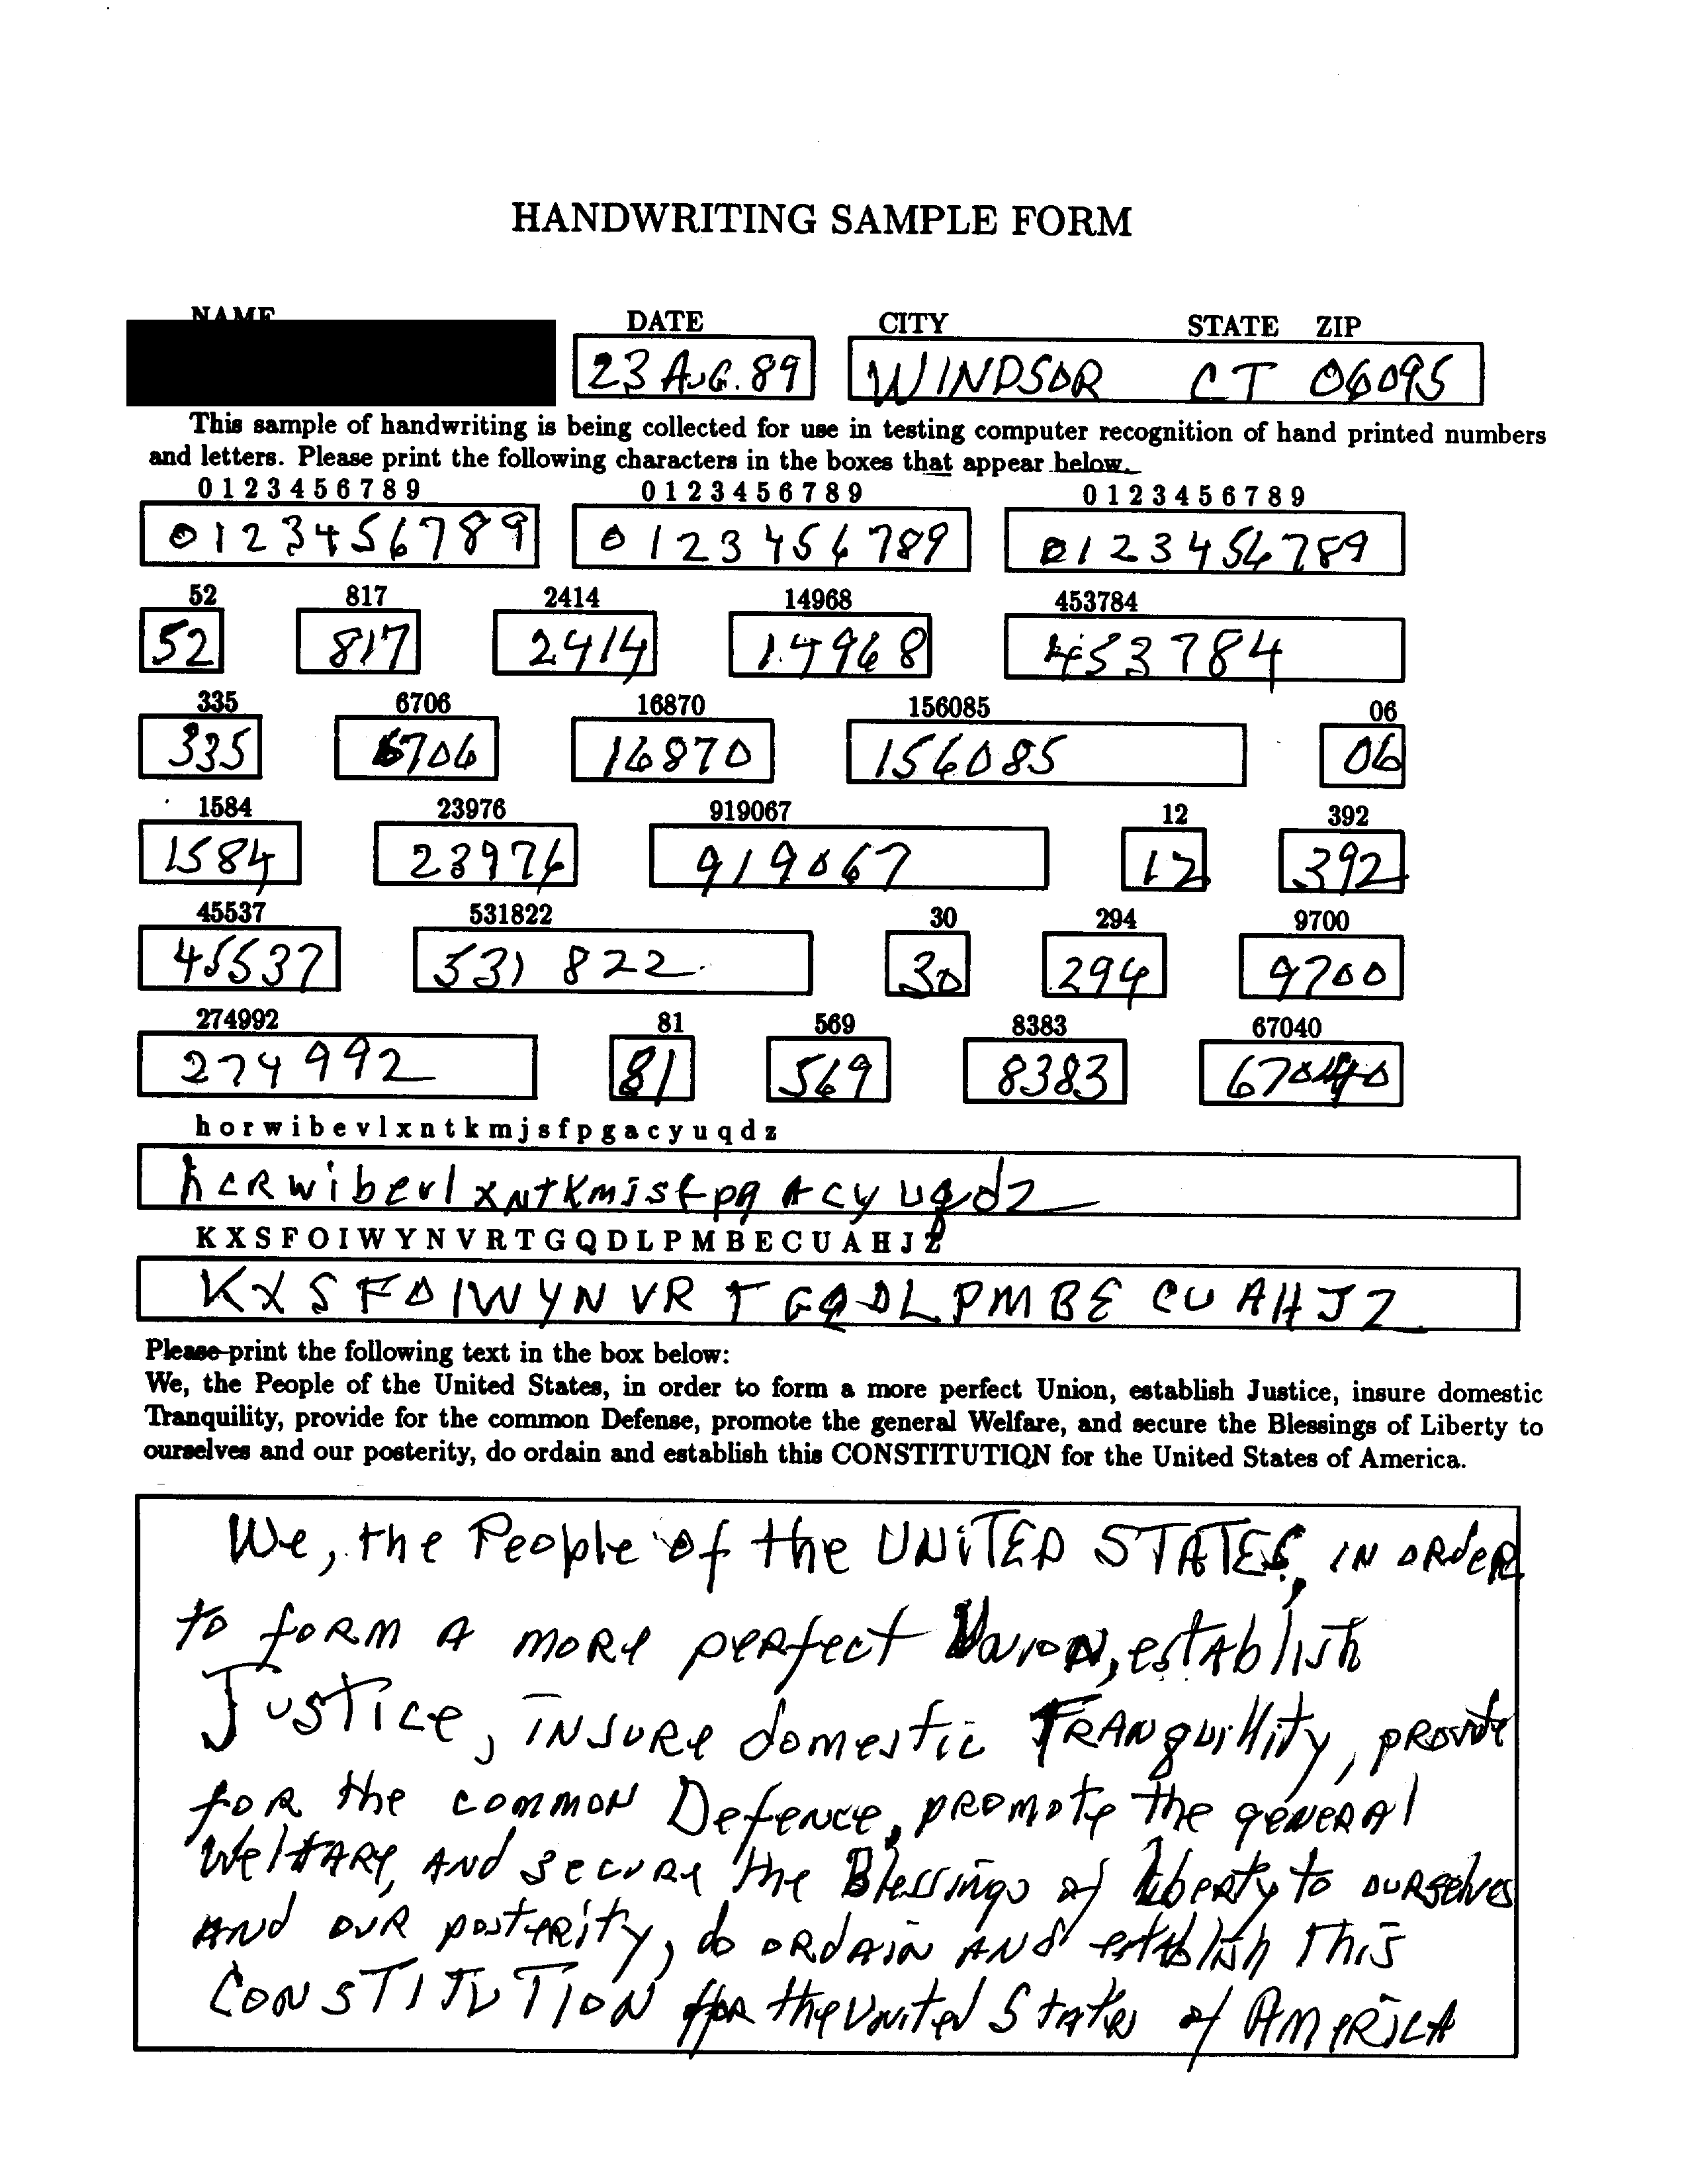 HANDWRITING SAMPLE FORM
NAME DATE CITY STATE ZIP
23 AUG. 89 WINDSOR CT 06095
This sample of handwriting is being collected for use in testing computer recognition of hand printed numbers
and letters. Please print the following characters in the boxes that appear below.
0 1 2 3 4 5 6 7 8 9 0 1 2 3 4 5 6 7 8 9 0 1 2 3 4 5 6 7 8 9
0123456789 0123456789 0123456789
52 817 2414 14968 453784
52 817 2414 14968 453784
335 6706 16870 156085 06
335 6706 16870 156085 06
1584 23976 919067 12 392
1584 23976 919067 12 392
45537 531822 30 294 9700
45537 531822 30 294 9700
274992 81 569 8383 67040
274992 81 569 8383 67040
h o r w i b e v l x n t k m j s f p g a c y u q d z
h c R w i b e v l x N t K m j s f p g A c y u q d z
K X S F O I W Y N V R T G Q D L P M B E C U A H J Z
K X S F O I W Y N V R T G Q D L P M B E C U A H J Z
Please print the following text in the box below:
We, the People of the United States, in order to form a more perfect Union, establish Justice, insure domestic
Tranquility, provide for the common Defense, promote the general Welfare, and secure the Blessings of Liberty to
ourselves and our posterity, do ordain and establish this CONSTITUTION for the United States of America.
We, the People of the UNiTED STATES, IN ORdeR
to foRM A moRe peRfect UNION, estAblish
JusTice, iNSURe domestic TRANquillity, pRovide
foR the commoN DefeNce, pRomote the geNeRAl
WelfARe, ANd secuRe the Blessings of liberty to ouRselves
ANd ouR posteRity, do oRdAiN ANd estAblish This
CONSTITUTION foR the United StAtes of AmeRicA